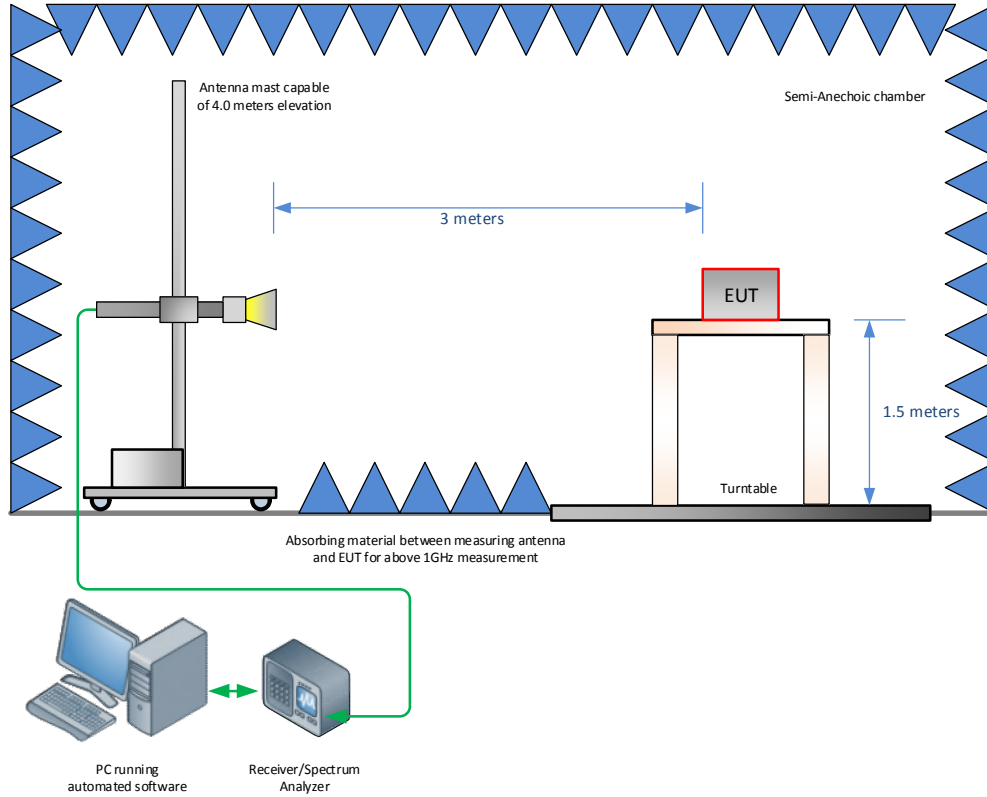 Antenna mast capable
of 4.0 meters elevation
Semi-Anechoic chamber
3 meters
EUT
1.5 meters
Turntable
Absorbing material between measuring antenna
and EUT for above 1GHz measurement
PC running
automated software
Receiver/Spectrum
Analyzer